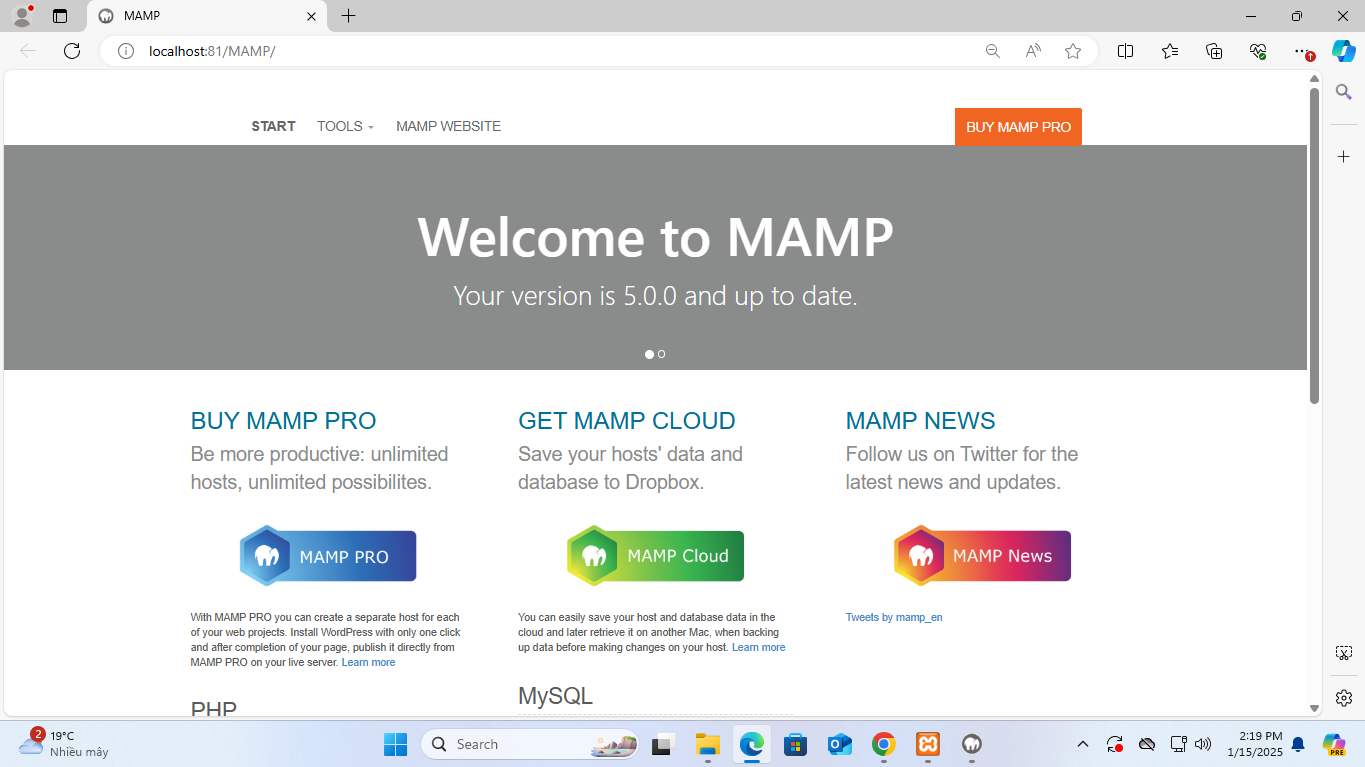 MAMP
localhost:81/MAMP/
START
TOOLS
MAMP WEBSITE
BUY MAMP PRO
Welcome to MAMP
Your version is 5.0.0 and up to date.
BUY MAMP PRO
Be more productive: unlimited
hosts, unlimited possibilites.
MAMP PRO
With MAMP PRO you can create a separate host for each
of your web projects. Install WordPress with only one click
and after completion of your page, publish it directly from
MAMP PRO on your live server. Learn more
PHP
GET MAMP CLOUD
Save your hosts' data and
database to Dropbox.
MAMP Cloud
You can easily save your host and database data in the
cloud and later retrieve it on another Mac, when backing
up data before making changes on your host. Learn more
MySQL
MAMP NEWS
Follow us on Twitter for the
latest news and updates.
MAMP News
Tweets by mamp_en
2
19°C
Nhiều mây
Search
2:19 PM
1/15/2025
PRE